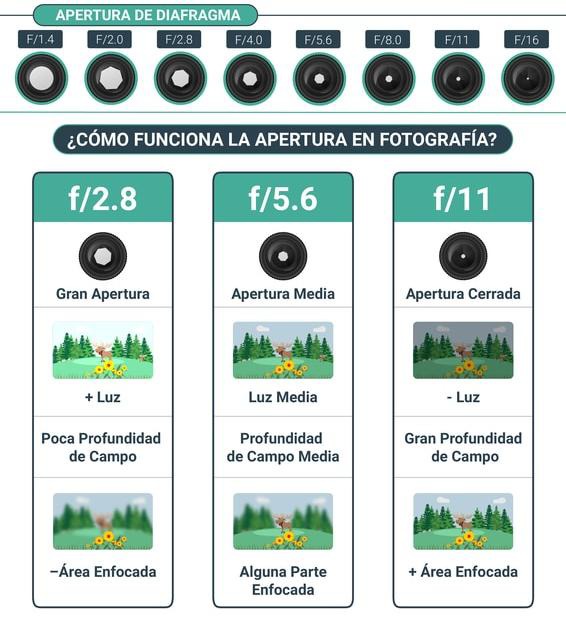 APERTURA DE DIAFRAGMA
F/1.4 F/2.0 F/2.8 F/4.0 F/5.6 F/8.0 F/11 F/16
¿CÓMO FUNCIONA LA APERTURA EN FOTOGRAFÍA?
f/2.8
Gran Apertura
+ Luz
Poca Profundidad
de Campo
–Área Enfocada
f/5.6
Apertura Media
Luz Media
Profundidad
de Campo Media
Alguna Parte
Enfocada
f/11
Apertura Cerrada
- Luz
Gran Profundidad
de Campo
+ Área Enfocada